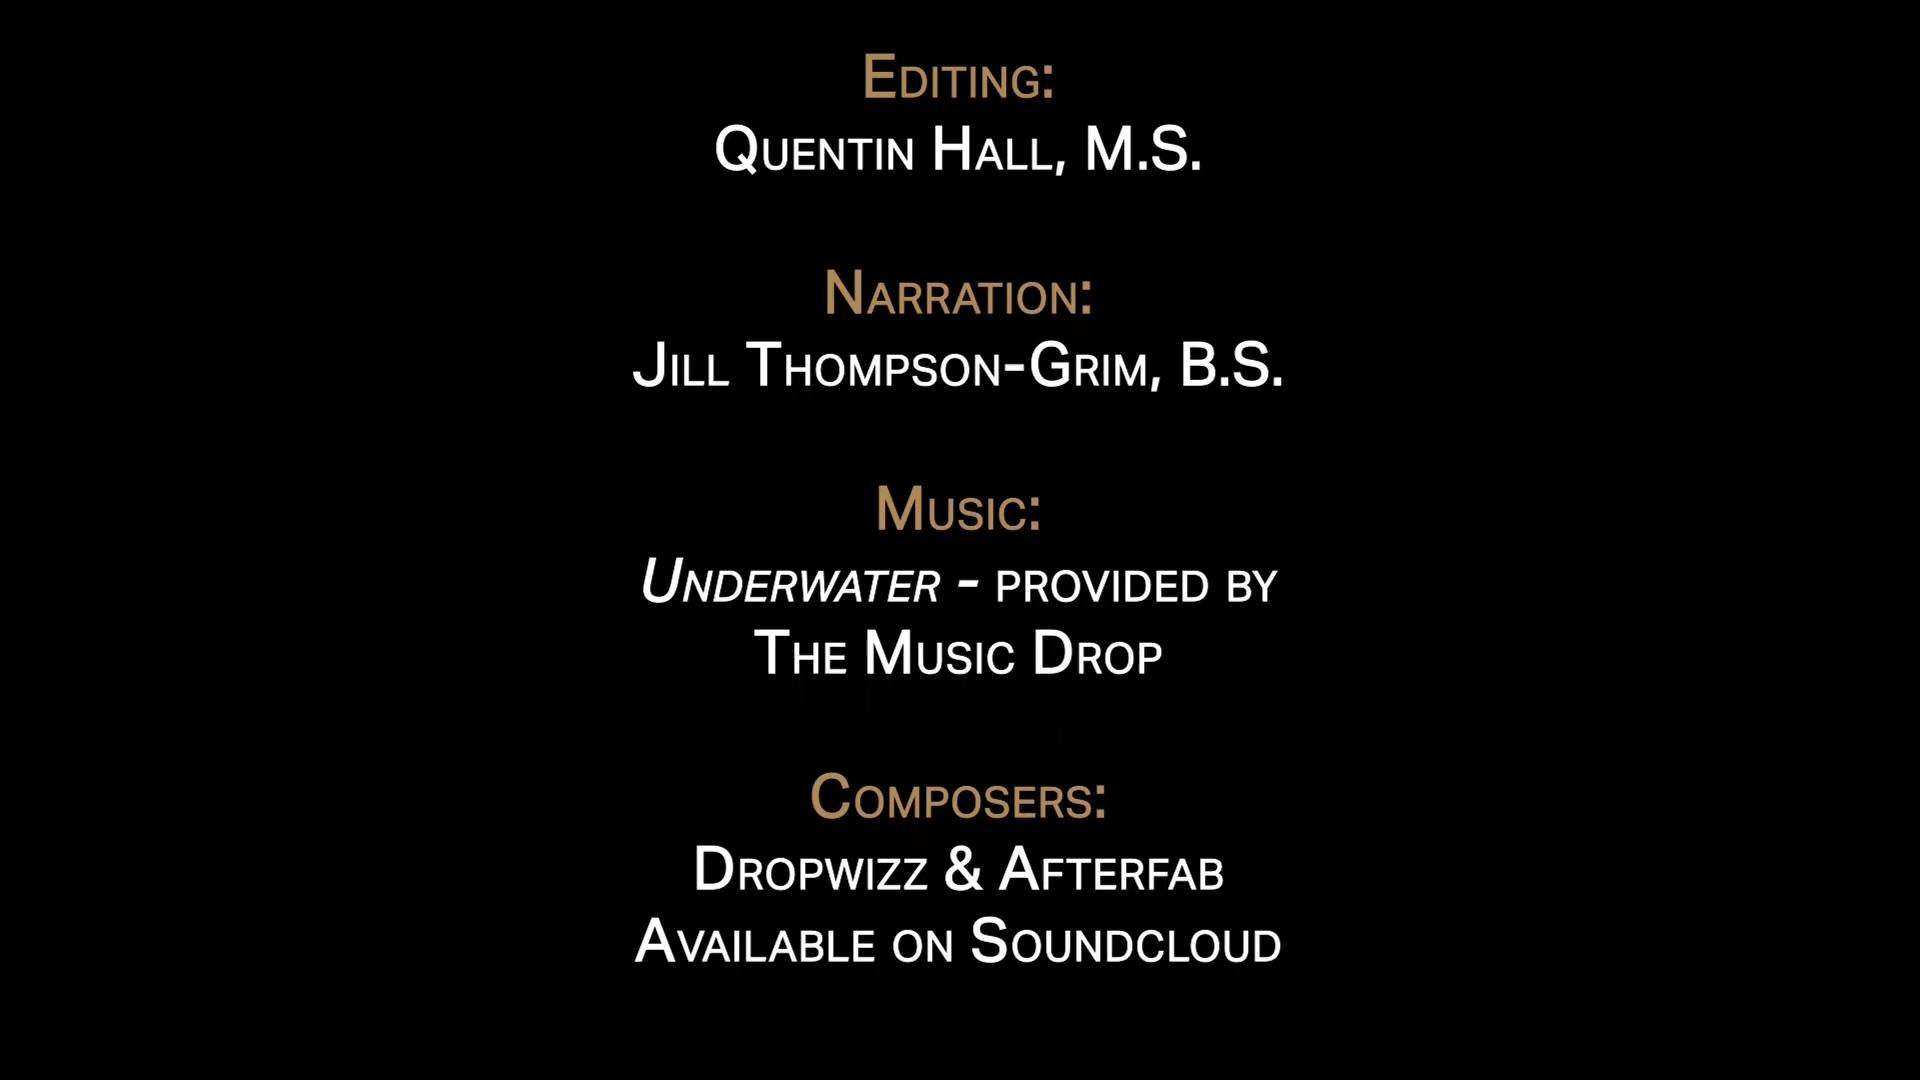 Editing:
Quentin Hall, M.S.
Narration:
Jill Thompson-Grim, B.S.
Music:
Underwater - provided by
The Music Drop
Composers:
Dropwizz & Afterfab
Available on Soundcloud